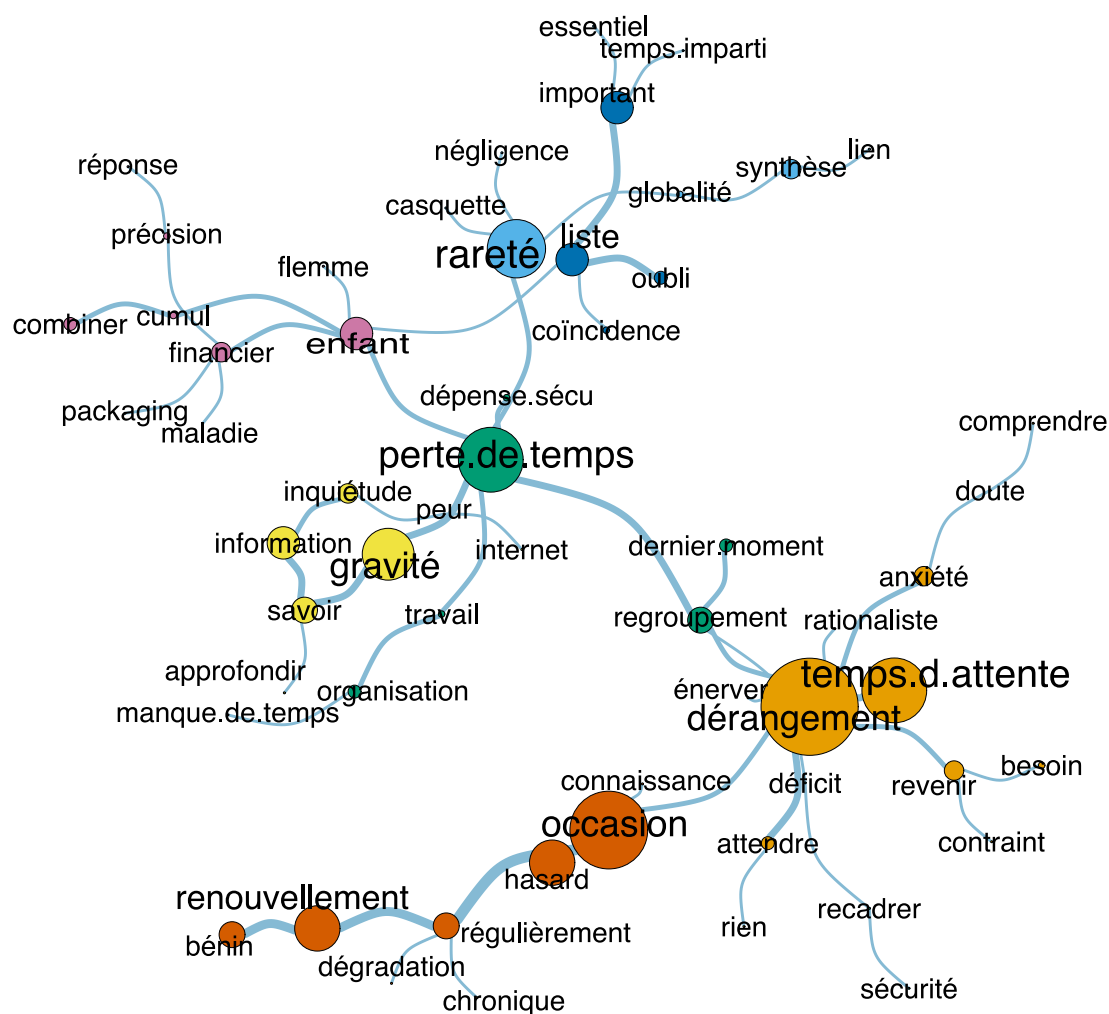 essentiel
temps.imparti
important
négligence
réponse
synthèse
lien
globalité
casquette
précision
rareté
liste
flemme
oubli
combiner
cumul
coïncidence
financier
enfant
dépense.sécu
packaging
maladie
comprendre
perte.de.temps
inquiétude
doute
peur
information
internet
dernier.moment
gravité
anxiété
savoir
travail
regroupement
rationaliste
approfondir
organisation
énerver
temps.d.attente
manque.de.temps
dérangement
connaissance
déficit
besoin
revenir
occasion
attendre
contraint
hasard
renouvellement
recadrer
rien
régulièrement
bénin
dégradation
sécurité
chronique